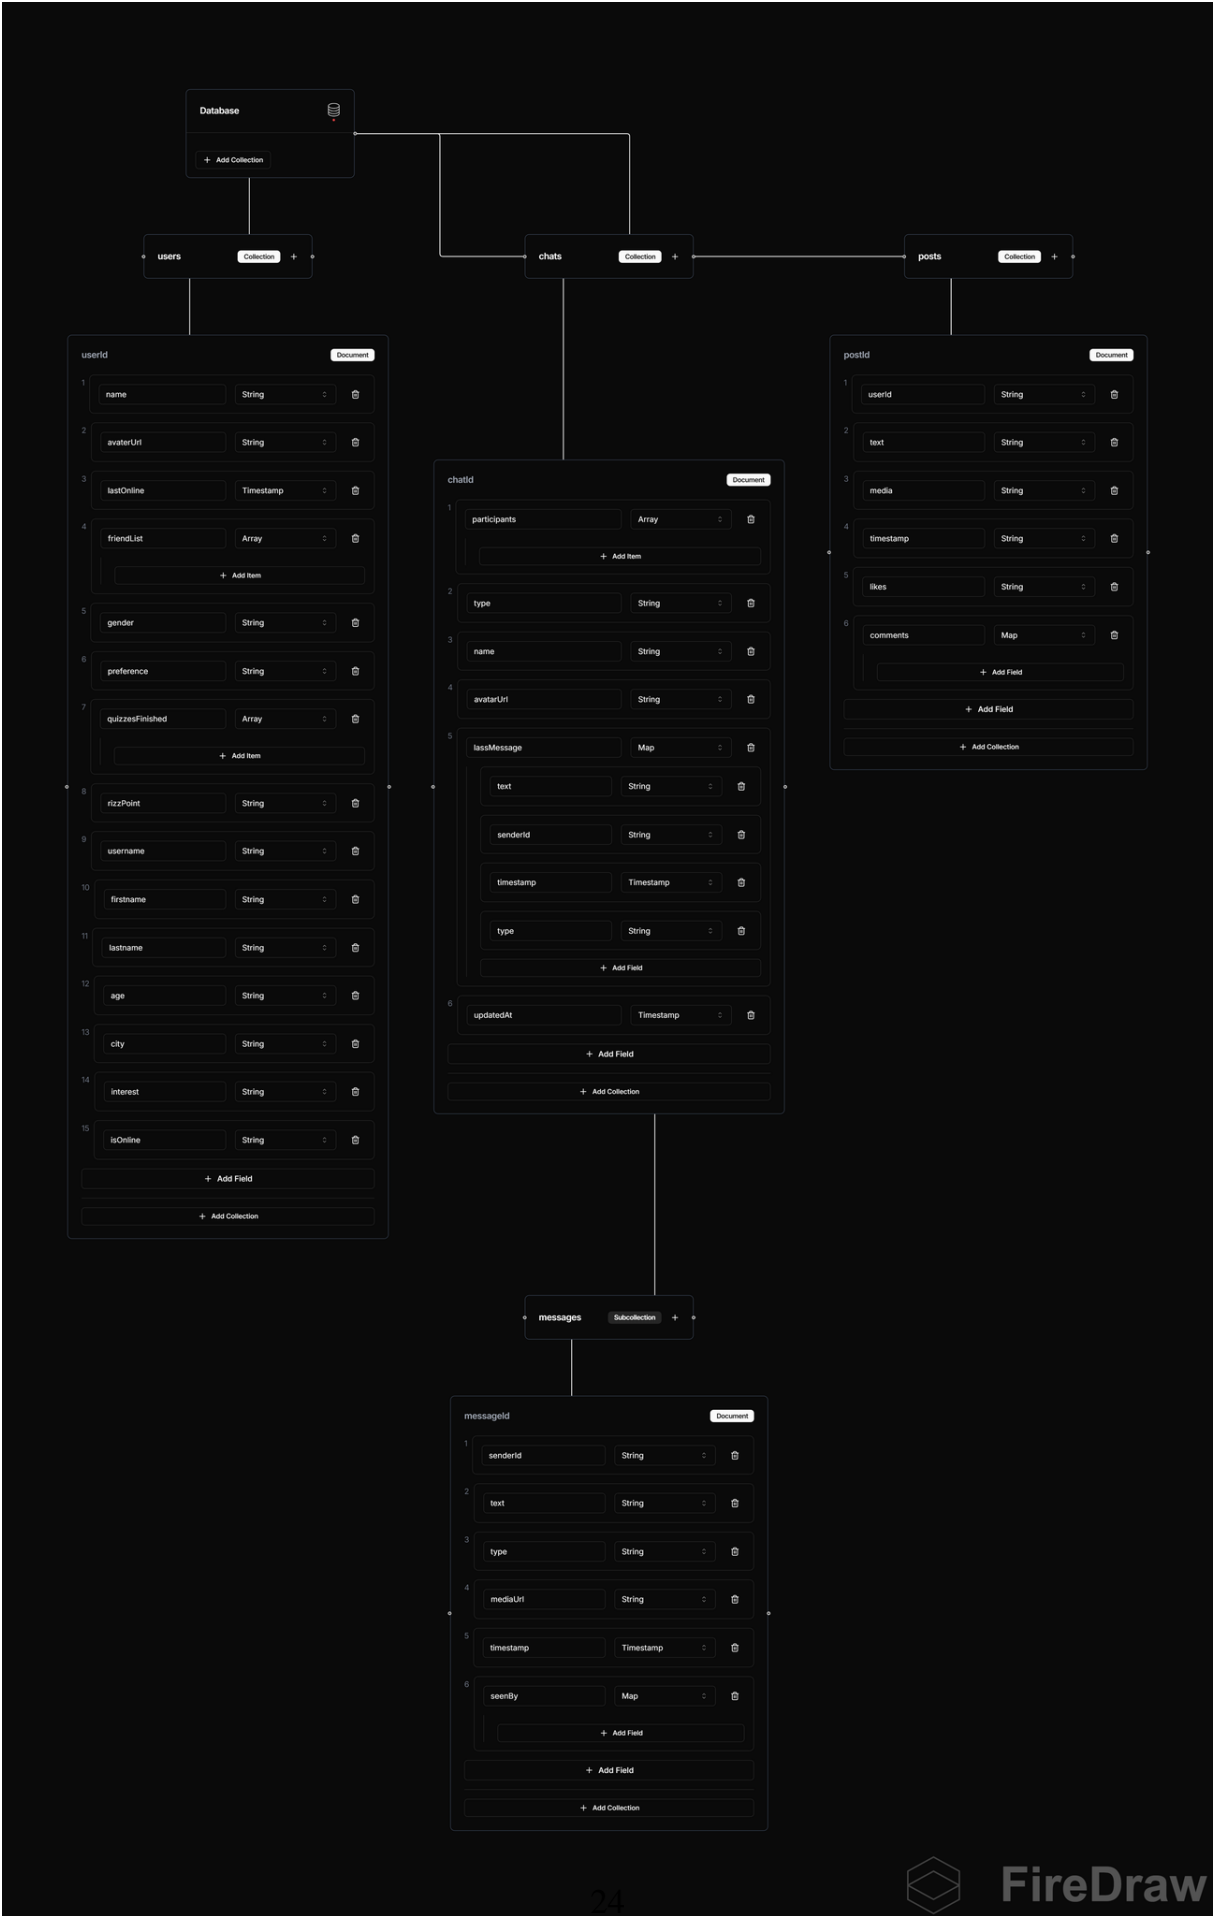 Database
+ Add Collection
users Collection +
chats Collection +
posts Collection +
userId Document
1 name String
2 avaterUrl String
3 lastOnline Timestamp
4 friendList Array
+ Add Item
5 gender String
6 preference String
7 quizzesFinished Array
+ Add Item
8 rizzPoint String
9 username String
10 firstname String
11 lastname String
12 age String
13 city String
14 interest String
15 isOnline String
+ Add Field
+ Add Collection
chatId Document
1 participants Array
+ Add Item
2 type String
3 name String
4 avatarUrl String
5 lassMessage Map
text String
senderId String
timestamp Timestamp
type String
+ Add Field
6 updatedAt Timestamp
+ Add Field
+ Add Collection
postId Document
1 userId String
2 text String
3 media String
4 timestamp String
5 likes String
6 comments Map
+ Add Field
+ Add Field
+ Add Collection
messages Subcollection +
messageId Document
1 senderId String
2 text String
3 type String
4 mediaUrl String
5 timestamp Timestamp
6 seenBy Map
+ Add Field
+ Add Field
+ Add Collection
24
FireDraw